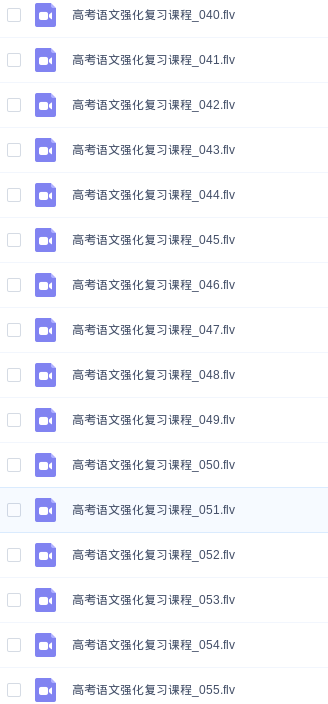 高考语文强化复习课程_040.flv
高考语文强化复习课程_041.flv
高考语文强化复习课程_042.flv
高考语文强化复习课程_043.flv
高考语文强化复习课程_044.flv
高考语文强化复习课程_045.flv
高考语文强化复习课程_046.flv
高考语文强化复习课程_047.flv
高考语文强化复习课程_048.flv
高考语文强化复习课程_049.flv
高考语文强化复习课程_050.flv
高考语文强化复习课程_051.flv
高考语文强化复习课程_052.flv
高考语文强化复习课程_053.flv
高考语文强化复习课程_054.flv
高考语文强化复习课程_055.flv